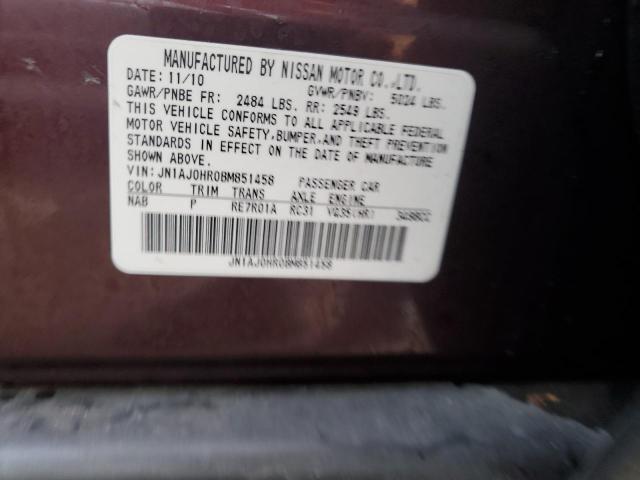 MANUFACTURED BY NISSAN MOTOR CO.,LTD.
DATE: 11/10 GVWR/PNBV: 5024 LBS.
GAWR/PNBE FR: 2484 LBS. RR: 2549 LBS.
THIS VEHICLE CONFORMS TO ALL APPLICABLE FEDERAL
MOTOR VEHICLE SAFETY,BUMPER,AND THEFT PREVENTION
STANDARDS IN EFFECT ON THE DATE OF MANUFACTURE
SHOWN ABOVE.
VIN: JN1AJ0HR0BM851458 PASSENGER CAR
COLOR TRIM TRANS AXLE ENGINE
NAB P RE7R01A RC31 VQ35(HR) 3498CC
JN1AJ0HR0BM851458